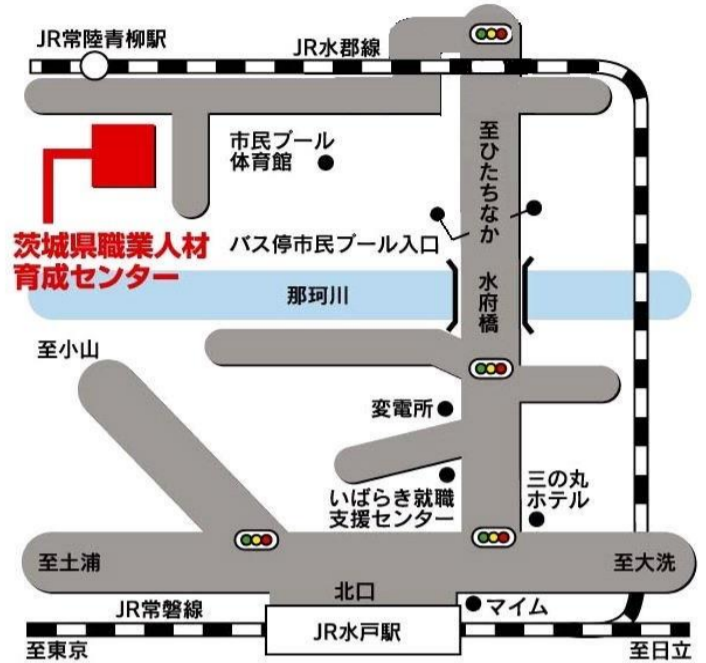 JR常陸青柳駅
JR水郡線
市民プール
体育館
至ひたちなか
茨城県職業人材
育成センター
バス停市民プール入口
那珂川
水府橋
至小山
変電所
いばらき就職
支援センター
三の丸
ホテル
至土浦
至大洗
北口
JR常磐線
マイム
JR水戸駅
至東京
至日立